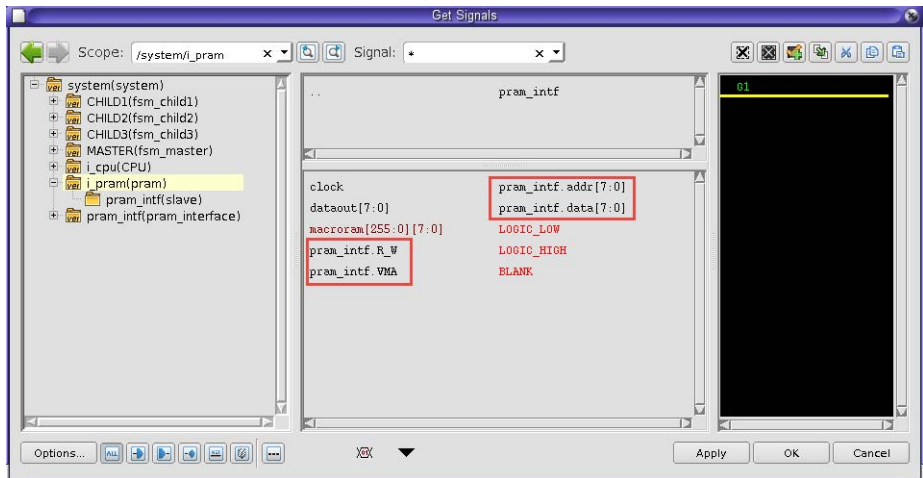 Get Signals
Scope: /system/i_pram Signal: *
system(system)
CHILD1(fsm_child1)
CHILD2(fsm_child2)
CHILD3(fsm_child3)
MASTER(fsm_master)
i_cpu(CPU)
i_pram(pram)
pram_intf(slave)
pram_intf(pram_interface)
.. pram_intf
clock pram_intf.addr[7:0]
dataout[7:0] pram_intf.data[7:0]
macroram[255:0][7:0] LOGIC_LOW
pram_intf.R_W LOGIC_HIGH
pram_intf.VMA BLANK
G1
Options... ALL Apply OK Cancel